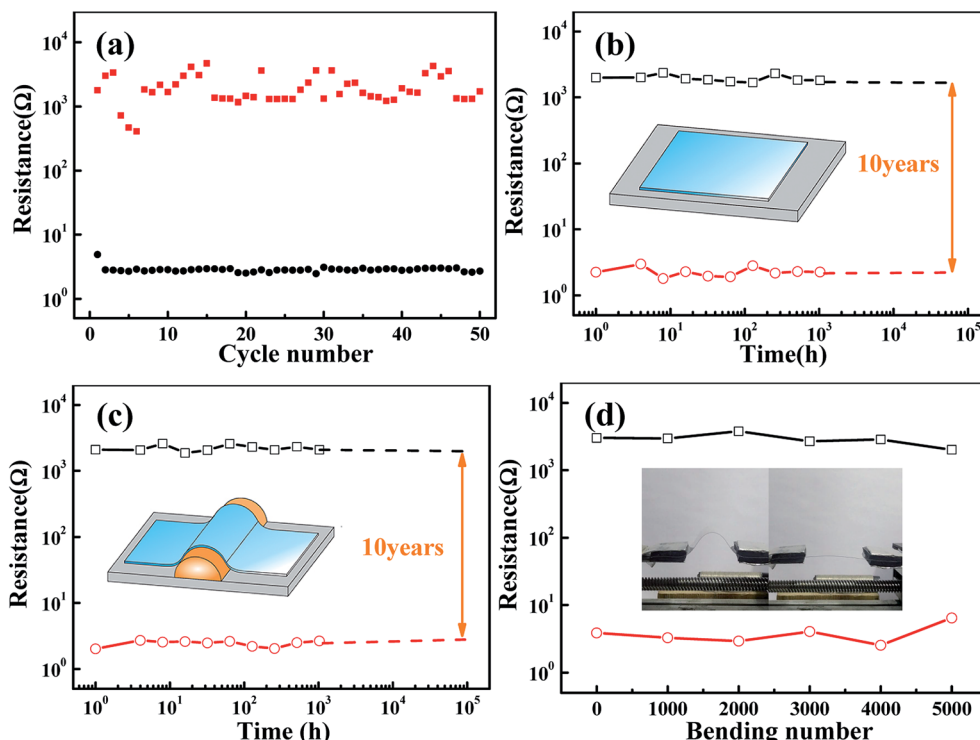 (a)
Resistance(Ω)
10⁴
10³
10²
10¹
10⁰
0 10 20 30 40 50
Cycle number
(b)
Resistance(Ω)
10⁴
10³
10²
10¹
10⁰
10years
10⁰ 10¹ 10² 10³ 10⁴ 10⁵
Time(h)
(c)
Resistance(Ω)
10⁴
10³
10²
10¹
10⁰
10years
10⁰ 10¹ 10² 10³ 10⁴ 10⁵
Time (h)
(d)
Resistance(Ω)
10⁴
10³
10²
10¹
10⁰
0 1000 2000 3000 4000 5000
Bending number